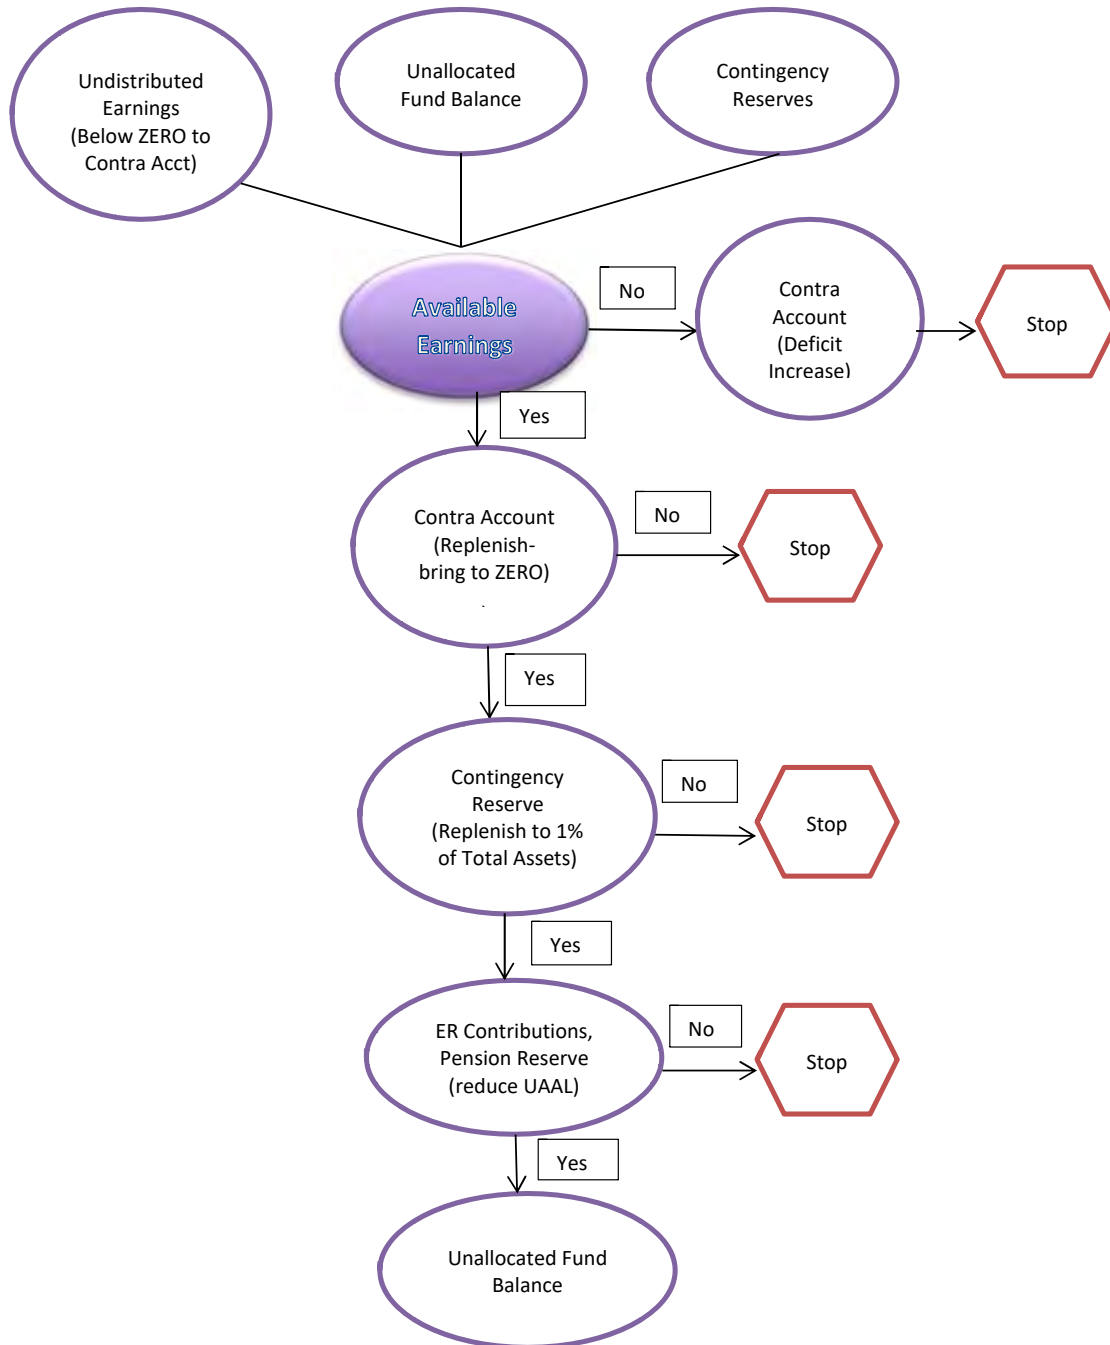 Undistributed
Earnings
(Below ZERO to
Contra Acct)
Unallocated
Fund Balance
Contingency
Reserves
Available
Earnings
No
Contra
Account
(Deficit
Increase)
Stop
Yes
Contra Account
(Replenish-
bring to ZERO)
.
No
Stop
Yes
Contingency
Reserve
(Replenish to 1%
of Total Assets)
No
Stop
Yes
ER Contributions,
Pension Reserve
(reduce UAAL)
No
Stop
Yes
Unallocated Fund
Balance